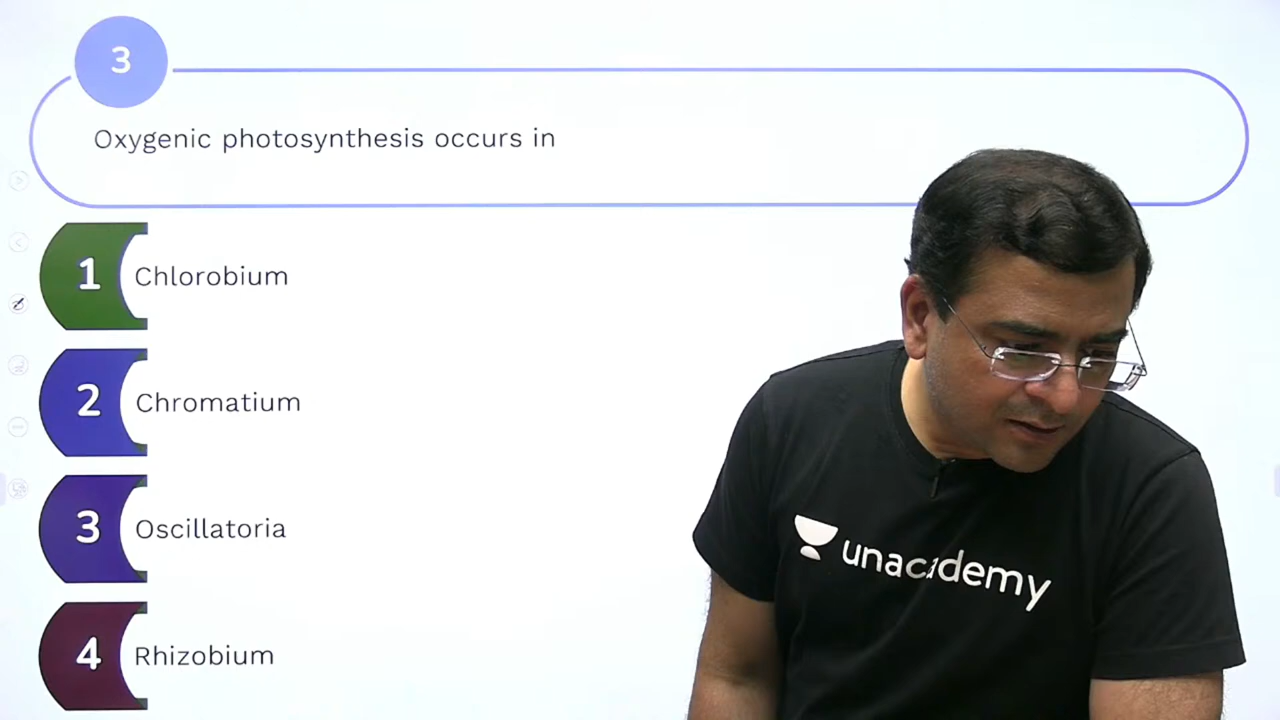 3
Oxygenic photosynthesis occurs in
1 Chlorobium
2 Chromatium
3 Oscillatoria
4 Rhizobium
unacademy